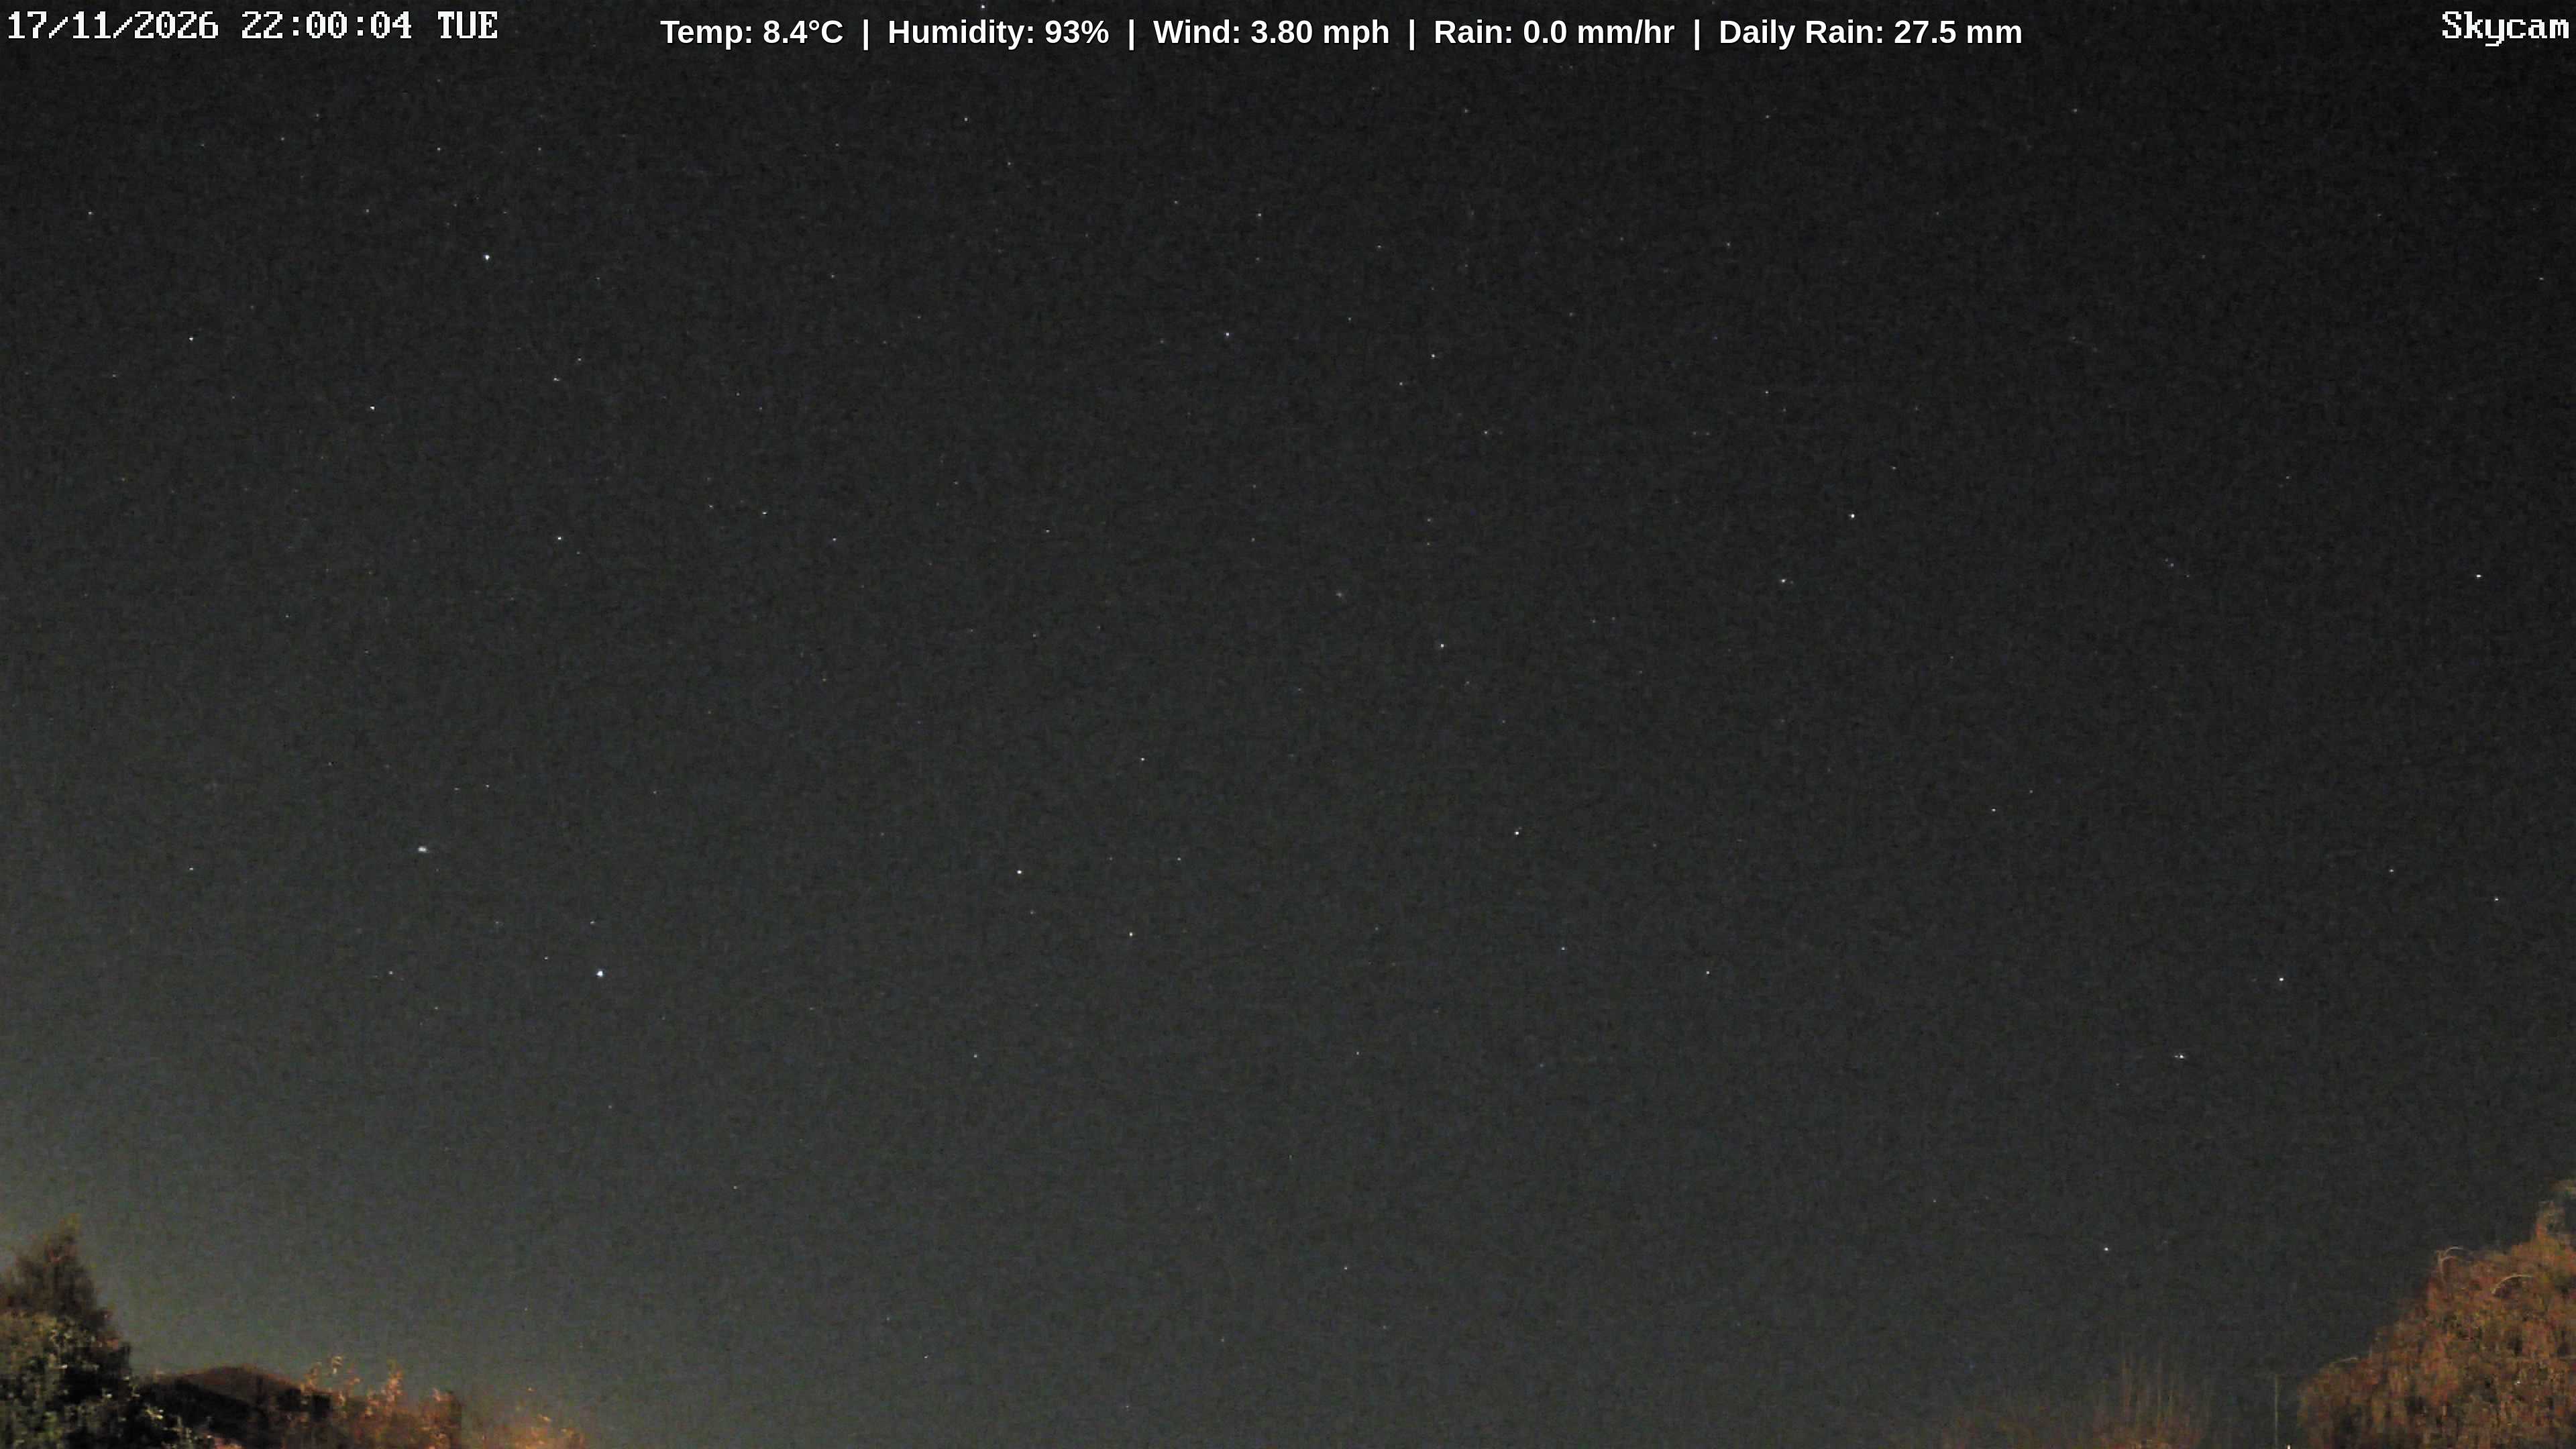 17/11/2026 22:00:04 TUE
Temp: 8.4°C | Humidity: 93% | Wind: 3.80 mph | Rain: 0.0 mm/hr | Daily Rain: 27.5 mm
Skycam